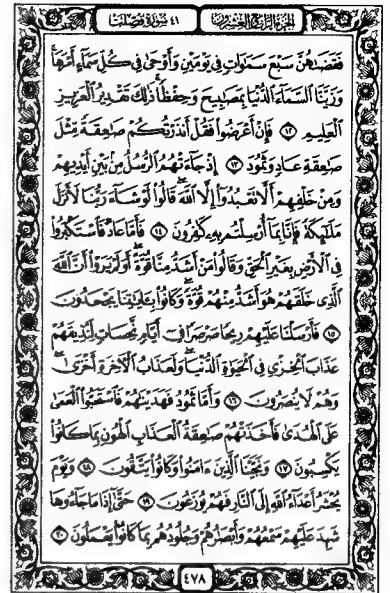 الجزء الرابع والعشرون ٤١ سورة فصلت
فَقَضَىٰهُنَّ سَبْعَ سَمَٰوَاتٍ فِى يَوْمَيْنِ وَأَوْحَىٰ فِى كُلِّ سَمَآءٍ أَمْرَهَا ۚ
وَزَيَّنَّا ٱلسَّمَآءَ ٱلدُّنْيَا بِمَصَٰبِيحَ وَحِفْظًا ۚ ذَٰلِكَ تَقْدِيرُ ٱلْعَزِيزِ
ٱلْعَلِيمِ ١٢ فَإِنْ أَعْرَضُوا۟ فَقُلْ أَنذَرْتُكُمْ صَٰعِقَةً مِّثْلَ
صَٰعِقَةِ عَادٍ وَثَمُودَ ١٣ إِذْ جَآءَتْهُمُ ٱلرُّسُلُ مِنۢ بَيْنِ أَيْدِيهِمْ
وَمِنْ خَلْفِهِمْ أَلَّا تَعْبُدُوٓا۟ إِلَّا ٱللَّهَ ۖ قَالُوا۟ لَوْ شَآءَ رَبُّنَا لَأَنزَلَ
مَلَٰٓئِكَةً فَإِنَّا بِمَآ أُرْسِلْتُم بِهِۦ كَٰفِرُونَ ١٤ فَأَمَّا عَادٌ فَٱسْتَكْبَرُوا۟
فِى ٱلْأَرْضِ بِغَيْرِ ٱلْحَقِّ وَقَالُوا۟ مَنْ أَشَدُّ مِنَّا قُوَّةً ۖ أَوَلَمْ يَرَوْا۟ أَنَّ ٱللَّهَ
ٱلَّذِى خَلَقَهُمْ هُوَ أَشَدُّ مِنْهُمْ قُوَّةً ۖ وَكَانُوا۟ بِـَٔايَٰتِنَا يَجْحَدُونَ
١٥ فَأَرْسَلْنَا عَلَيْهِمْ رِيحًا صَرْصَرًا فِىٓ أَيَّامٍ نَّحِسَاتٍ لِّنُذِيقَهُمْ
عَذَابَ ٱلْخِزْىِ فِى ٱلْحَيَوٰةِ ٱلدُّنْيَا ۖ وَلَعَذَابُ ٱلْءَاخِرَةِ أَخْزَىٰ ۖ
وَهُمْ لَا يُنصَرُونَ ١٦ وَأَمَّا ثَمُودُ فَهَدَيْنَٰهُمْ فَٱسْتَحَبُّوا۟ ٱلْعَمَىٰ
عَلَى ٱلْهُدَىٰ فَأَخَذَتْهُمْ صَٰعِقَةُ ٱلْعَذَابِ ٱلْهُونِ بِمَا كَانُوا۟
يَكْسِبُونَ ١٧ وَنَجَّيْنَا ٱلَّذِينَ ءَامَنُوا۟ وَكَانُوا۟ يَتَّقُونَ ١٨ وَيَوْمَ
يُحْشَرُ أَعْدَآءُ ٱللَّهِ إِلَى ٱلنَّارِ فَهُمْ يُوزَعُونَ ١٩ حَتَّىٰٓ إِذَا مَا جَآءُوهَا
شَهِدَ عَلَيْهِمْ سَمْعُهُمْ وَأَبْصَٰرُهُمْ وَجُلُودُهُم بِمَا كَانُوا۟ يَعْمَلُونَ ٢٠
٤٧٨